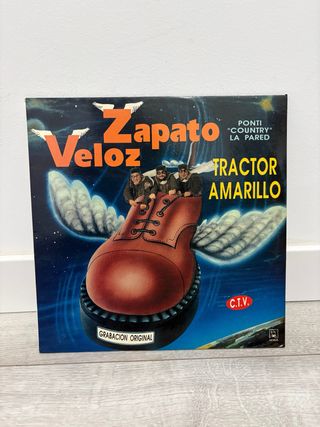 Zapato
Veloz
PONTI
"COUNTRY"
LA PARED
TRACTOR
AMARILLO
C.T.V.
GRABACION ORIGINAL